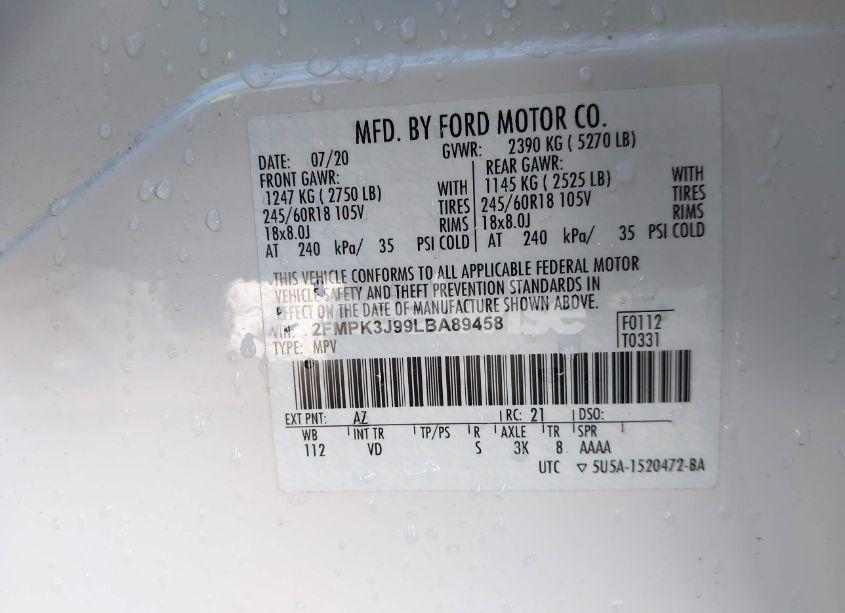 MFD. BY FORD MOTOR CO.
DATE: 07/20 GVWR: 2390 KG ( 5270 LB)
FRONT GAWR: REAR GAWR:
1247 KG ( 2750 LB) WITH 1145 KG ( 2525 LB) WITH
245/60R18 105V TIRES 245/60R18 105V TIRES
18x8.0J RIMS 18x8.0J RIMS
AT 240 kPa/ 35 PSI COLD AT 240 kPa/ 35 PSI COLD
THIS VEHICLE CONFORMS TO ALL APPLICABLE FEDERAL MOTOR
VEHICLE SAFETY AND THEFT PREVENTION STANDARDS IN
EFFECT ON THE DATE OF MANUFACTURE SHOWN ABOVE.
VIN: 2FMPK3J99LBA89458 F0112
TYPE: MPV T0331
EXT PNT: AZ RC: 21 DSO:
WB INT TR TP/PS R AXLE TR SPR
112 VD S 3K 8 AAAA
UTC ▽ 5U5A-1520472-BA